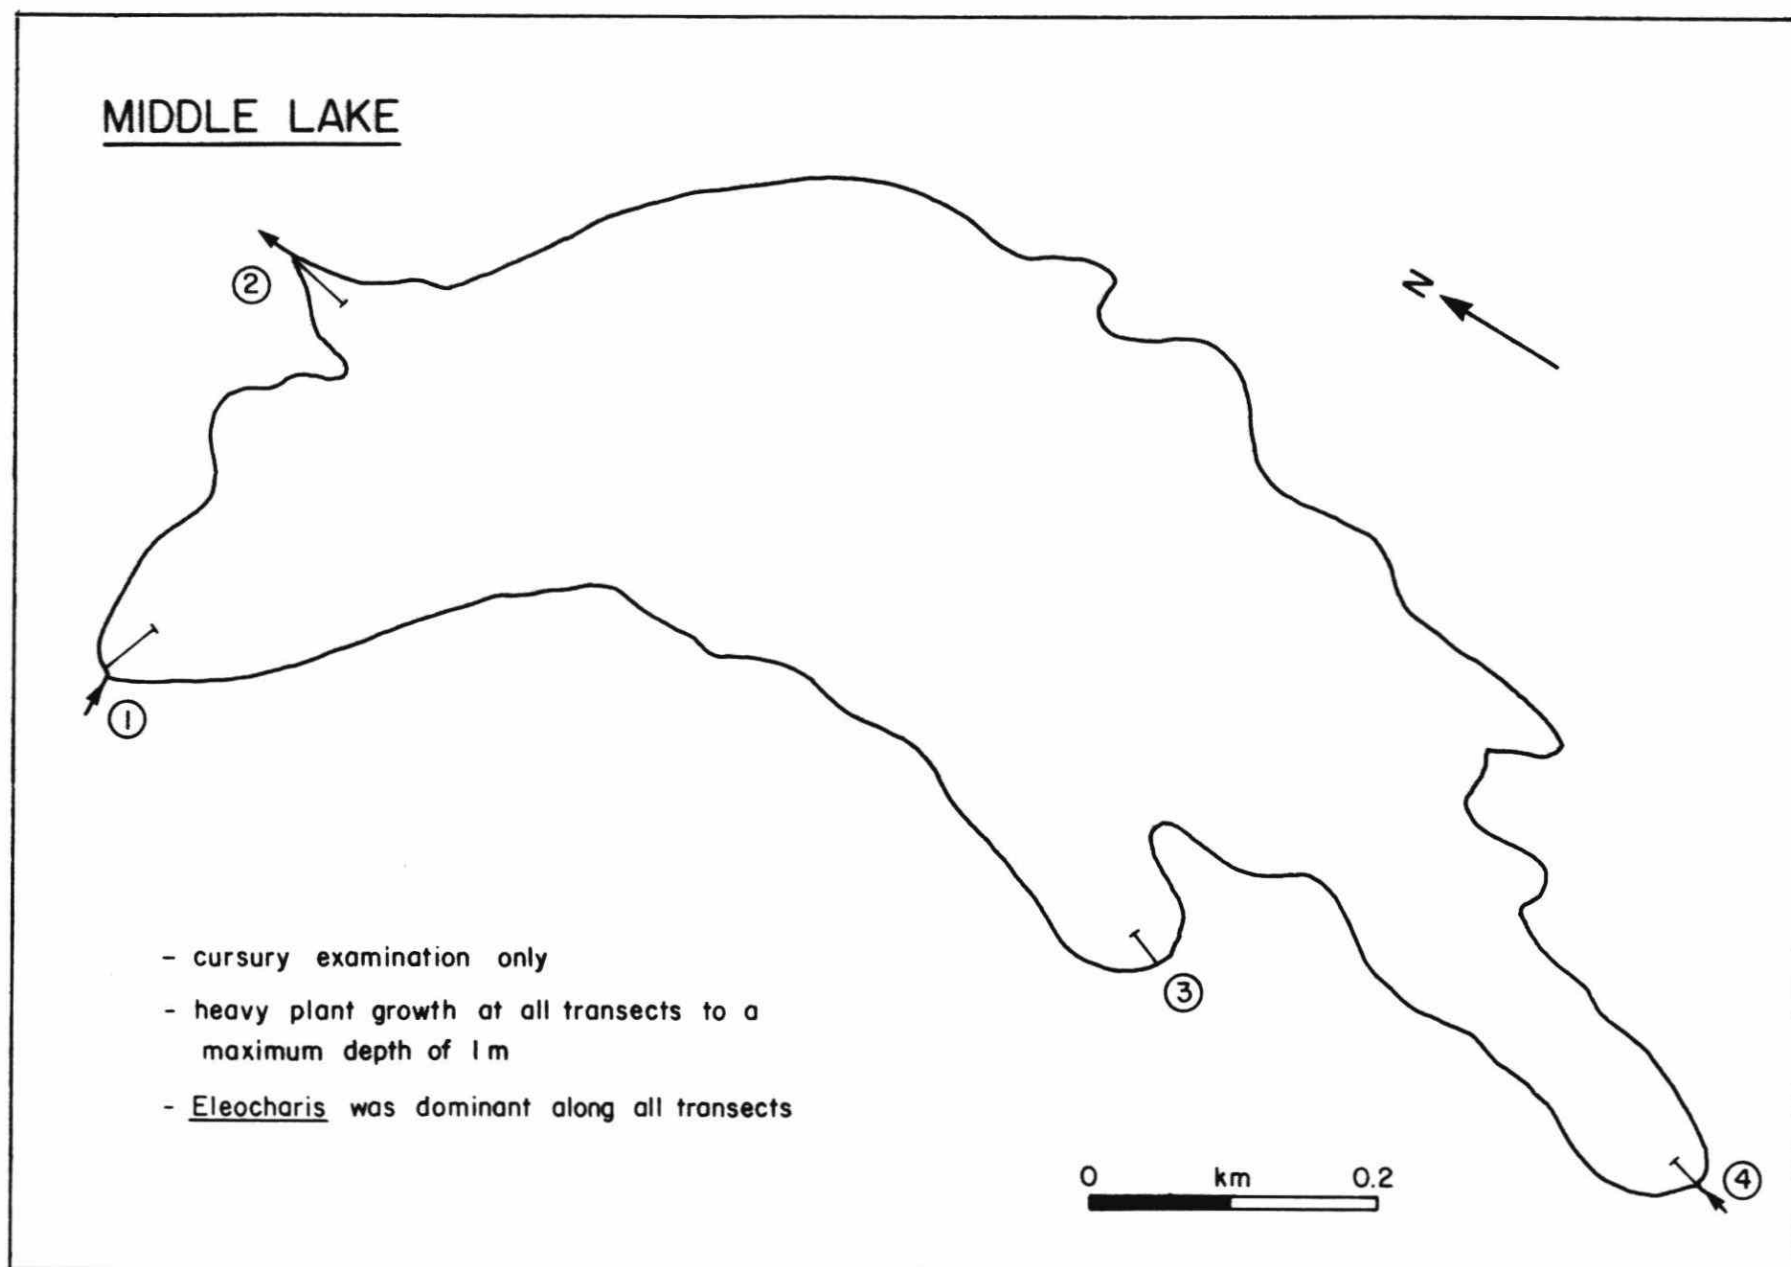 MIDDLE LAKE
2
N
1
- cursury examination only
3
- heavy plant growth at all transects to a
maximum depth of 1 m
- Eleocharis was dominant along all transects
0 km 0.2
4